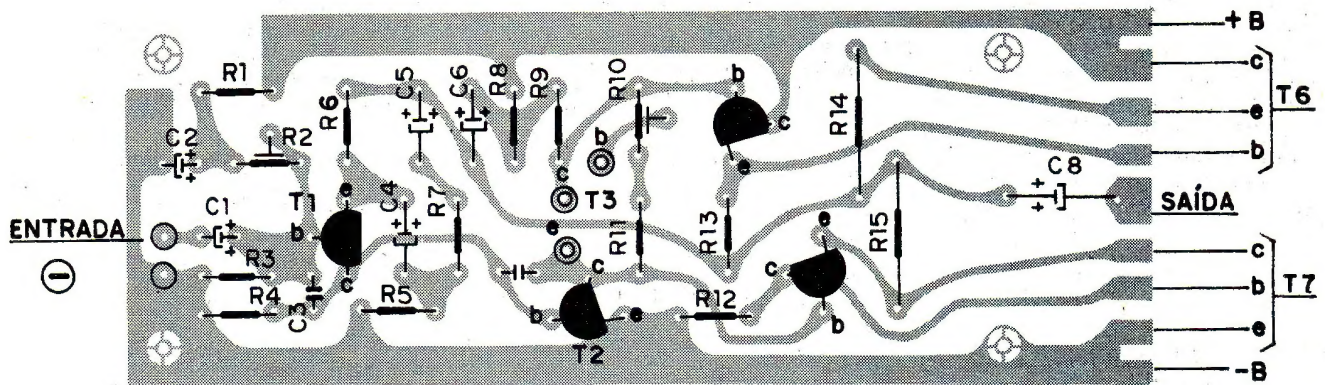 +B
c
e
b
T6
R1
R2
C2
R6
C5
C6
R8
R9
R10
b
c
e
R14
b
c
T3
e
C8
SAÍDA
ENTRADA
C1
T1
e
b
c
C4
R7
R11
R13
R15
e
c
b
R3
R4
C3
R5
b
c
e
T2
R12
c
b
e
T7
-B